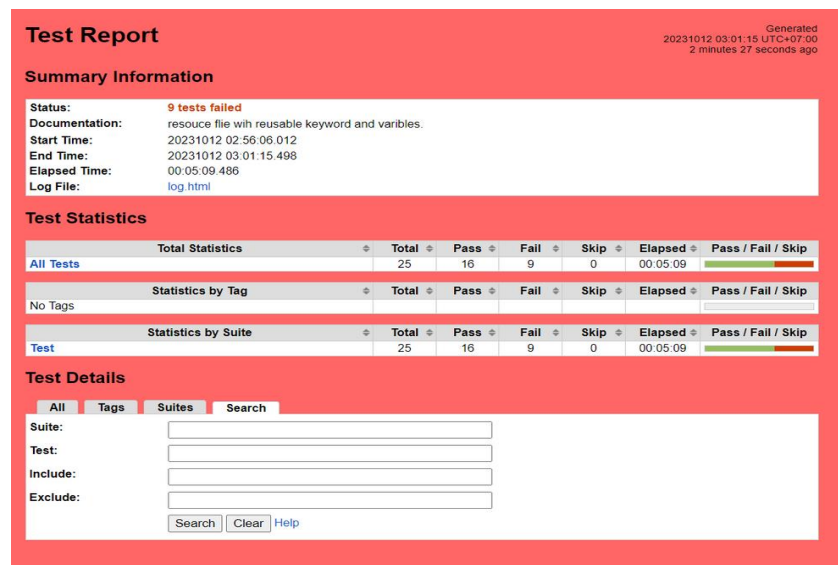 Test Report
Generated
20231012 03:01:15 UTC+07:00
2 minutes 27 seconds ago
Summary Information
Status: 9 tests failed
Documentation: resouce flie wih reusable keyword and varibles.
Start Time: 20231012 02:56:06.012
End Time: 20231012 03:01:15.498
Elapsed Time: 00:05:09.486
Log File: log.html
Test Statistics
Total Statistics Total Pass Fail Skip Elapsed Pass / Fail / Skip
All Tests 25 16 9 0 00:05:09
Statistics by Tag Total Pass Fail Skip Elapsed Pass / Fail / Skip
No Tags
Statistics by Suite Total Pass Fail Skip Elapsed Pass / Fail / Skip
Test 25 16 9 0 00:05:09
Test Details
All Tags Suites Search
Suite:
Test:
Include:
Exclude:
Search Clear Help